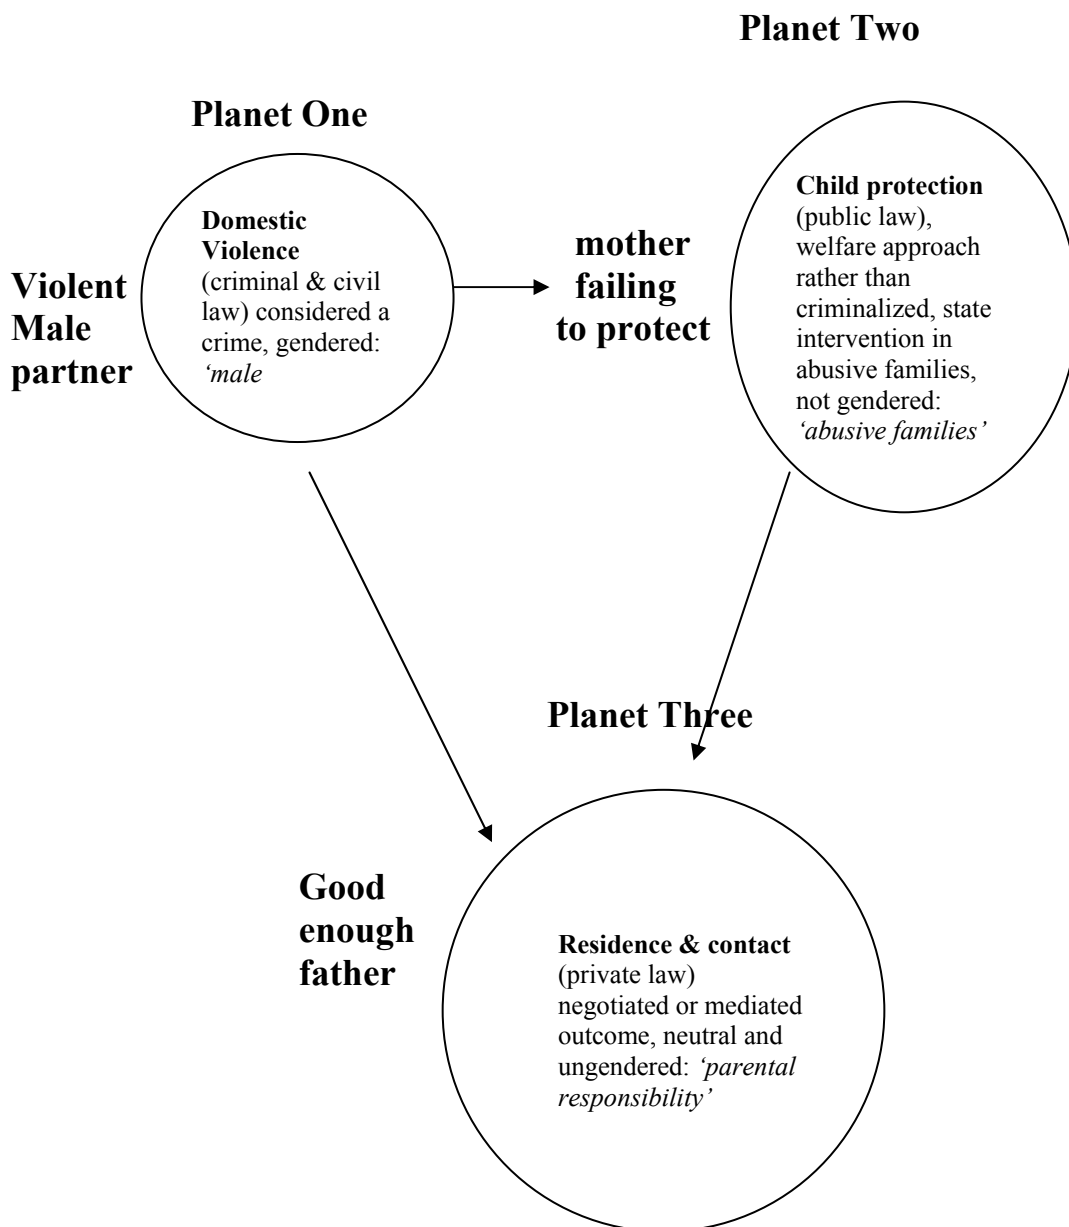 Planet Two
Planet One
Violent
Male
partner
Domestic
Violence
(criminal & civil
law) considered a
crime, gendered:
‘male
mother
failing
to protect
Child protection
(public law),
welfare approach
rather than
criminalized, state
intervention in
abusive families,
not gendered:
‘abusive families’
Planet Three
Good
enough
father
Residence & contact
(private law)
negotiated or mediated
outcome, neutral and
ungendered: ‘parental
responsibility’